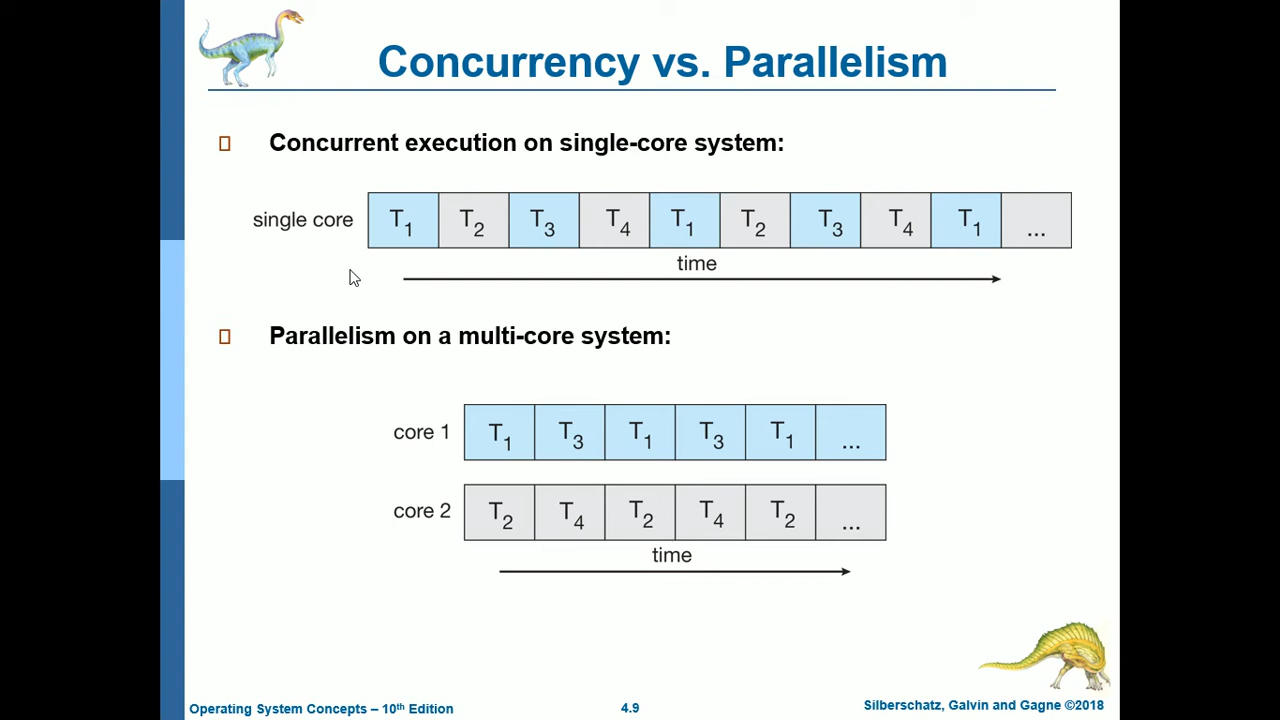 Concurrency vs. Parallelism
Concurrent execution on single-core system:
single core T1 T2 T3 T4 T1 T2 T3 T4 T1 ...
time
Parallelism on a multi-core system:
core 1 T1 T3 T1 T3 T1 ...
core 2 T2 T4 T2 T4 T2 ...
time
Operating System Concepts – 10th Edition 4.9 Silberschatz, Galvin and Gagne ©2018